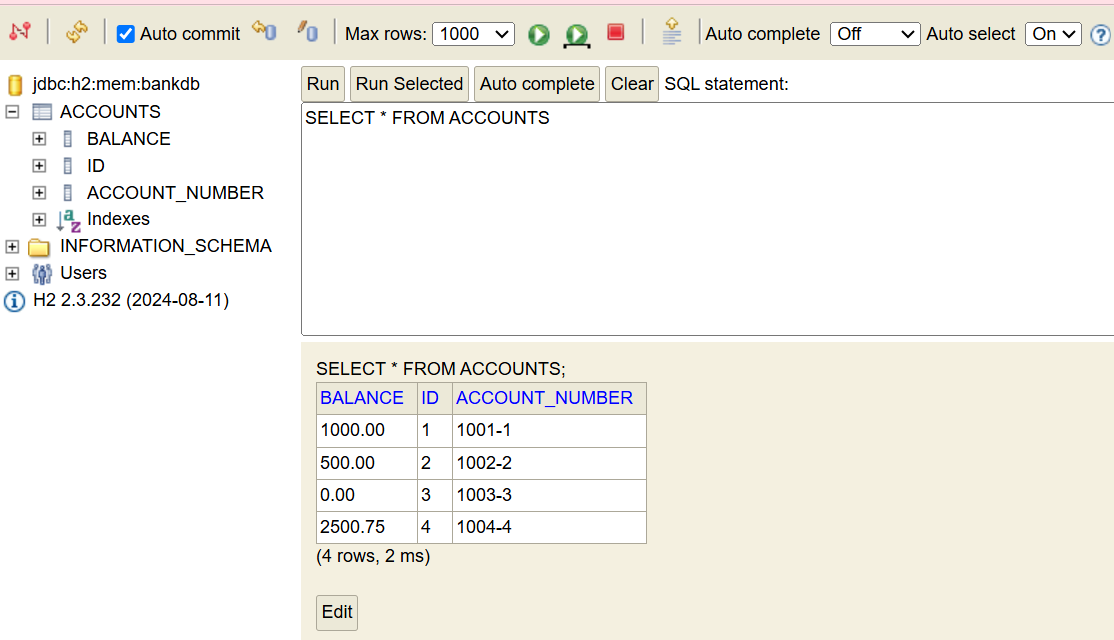 Auto commit Max rows: 1000 Auto complete Off Auto select On ?
jdbc:h2:mem:bankdb
ACCOUNTS
BALANCE
ID
ACCOUNT_NUMBER
Indexes
INFORMATION_SCHEMA
Users
H2 2.3.232 (2024-08-11)
Run Run Selected Auto complete Clear SQL statement:
SELECT * FROM ACCOUNTS
SELECT * FROM ACCOUNTS;
BALANCE ID ACCOUNT_NUMBER
1000.00 1 1001-1
500.00 2 1002-2
0.00 3 1003-3
2500.75 4 1004-4
(4 rows, 2 ms)
Edit